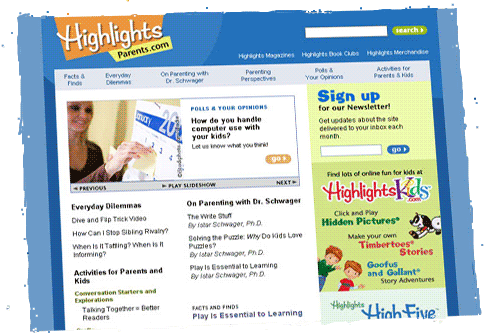 Highlights
Parents.com
search
Highlights Magazines Highlights Book Clubs Highlights Merchandise
Facts & Finds
Everyday Dilemmas
On Parenting with Dr. Schwager
Parenting Perspectives
Polls & Your Opinions
Activities for Parents & Kids
POLLS & YOUR OPINIONS
How do you handle
computer use with
your kids?
Let us know what you think!
go
PREVIOUS PLAY SLIDESHOW NEXT
Everyday Dilemmas
Dive and Flip Trick Video
How Can I Stop Sibling Rivalry?
When Is it Tattling? When Is it
Informing?
Activities for Parents and
Kids
Conversation Starters and
Explorations
Talking Together = Better
Readers
On Parenting with Dr. Schwager
The Write Stuff
By Istar Schwager, Ph.D.
Solving the Puzzle: Why Do Kids Love
Puzzles?
By Istar Schwager, Ph.D.
Play Is Essential to Learning
By Istar Schwager, Ph.D.
FACTS AND FINDS
Play Is Essential to Learning
Sign up
for our Newsletter!
Get updates about the site
delivered to your inbox each
month.
go
Find lots of online fun for kids at
HighlightsKids.com
Click and Play
Hidden Pictures®
Make your own
Timbertoes®
Stories
Goofus
and Gallant®
Story Adventures
Highlights
High Five